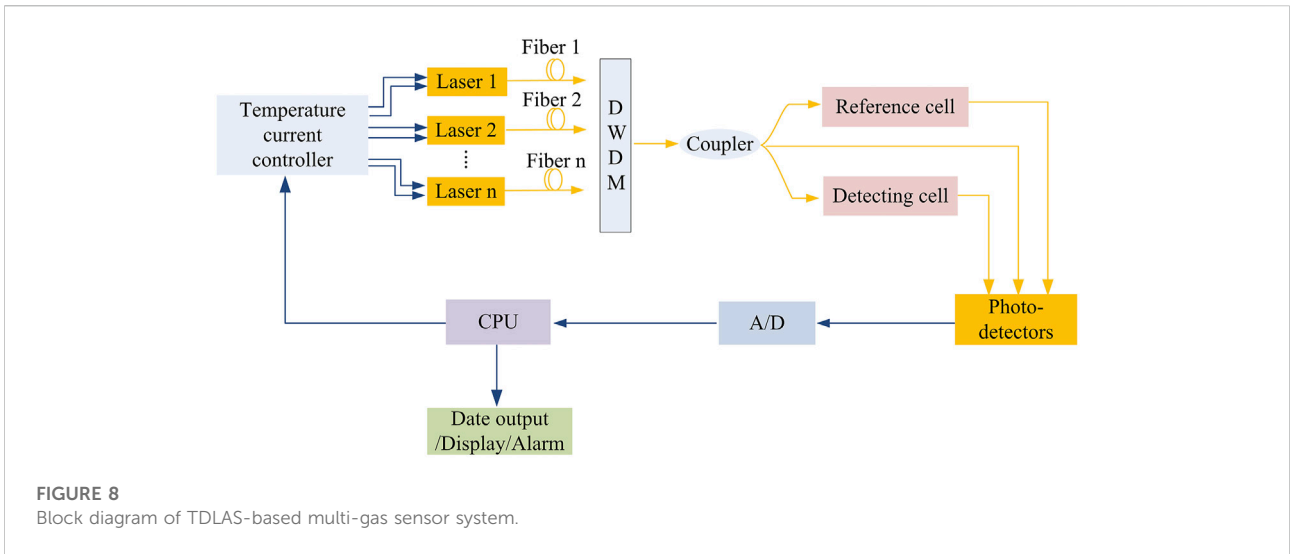 Temperature
current
controller
Laser 1
Laser 2
Laser n
Fiber 1
Fiber 2
Fiber n
D
W
D
M
Coupler
Reference cell
Detecting cell
Photo-
detectors
A/D
CPU
Date output
/Display/Alarm
FIGURE 8
Block diagram of TDLAS-based multi-gas sensor system.